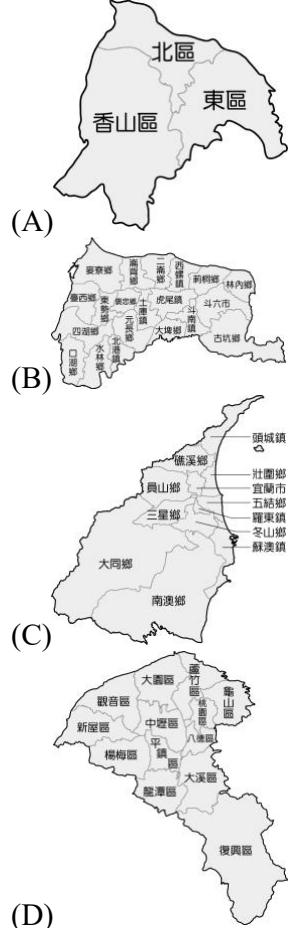 北區
東區
香山區
(A)
麥寮鄉
崙背鄉
二崙鄉
西螺鎮
莿桐鄉
林內鄉
臺西鄉
東勢鄉
褒忠鄉
土庫鎮
虎尾鎮
斗南鎮
斗六市
四湖鄉
元長鄉
大埤鄉
古坑鄉
口湖鄉
水林鄉
北港鎮
(B)
頭城鎮
礁溪鄉
壯圍鄉
員山鄉
宜蘭市
五結鄉
三星鄉
羅東鎮
冬山鄉
蘇澳鎮
大同鄉
南澳鄉
(C)
大園區
蘆竹區
龜山區
觀音區
桃園區
中壢區
新屋區
八德區
平鎮區
楊梅區
大溪區
龍潭區
復興區
(D)